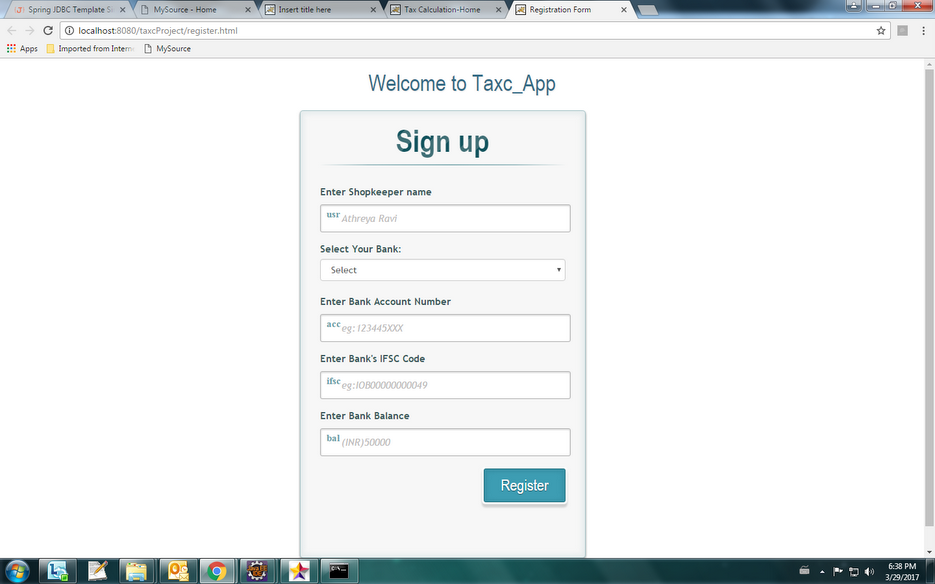 Spring JDBC Template S
MySource - Home
Insert title here
Tax Calculation-Home
Registration Form
localhost:8080/taxcProject/register.html
Apps
Imported from Intern
MySource
Welcome to Taxc_App
Sign up
Enter Shopkeeper name
usr Athreya Ravi
Select Your Bank:
Select
Enter Bank Account Number
acc eg:123445XXX
Enter Bank's IFSC Code
ifsc eg:IOB00000000049
Enter Bank Balance
bal (INR)50000
Register
6:38 PM
3/29/2017